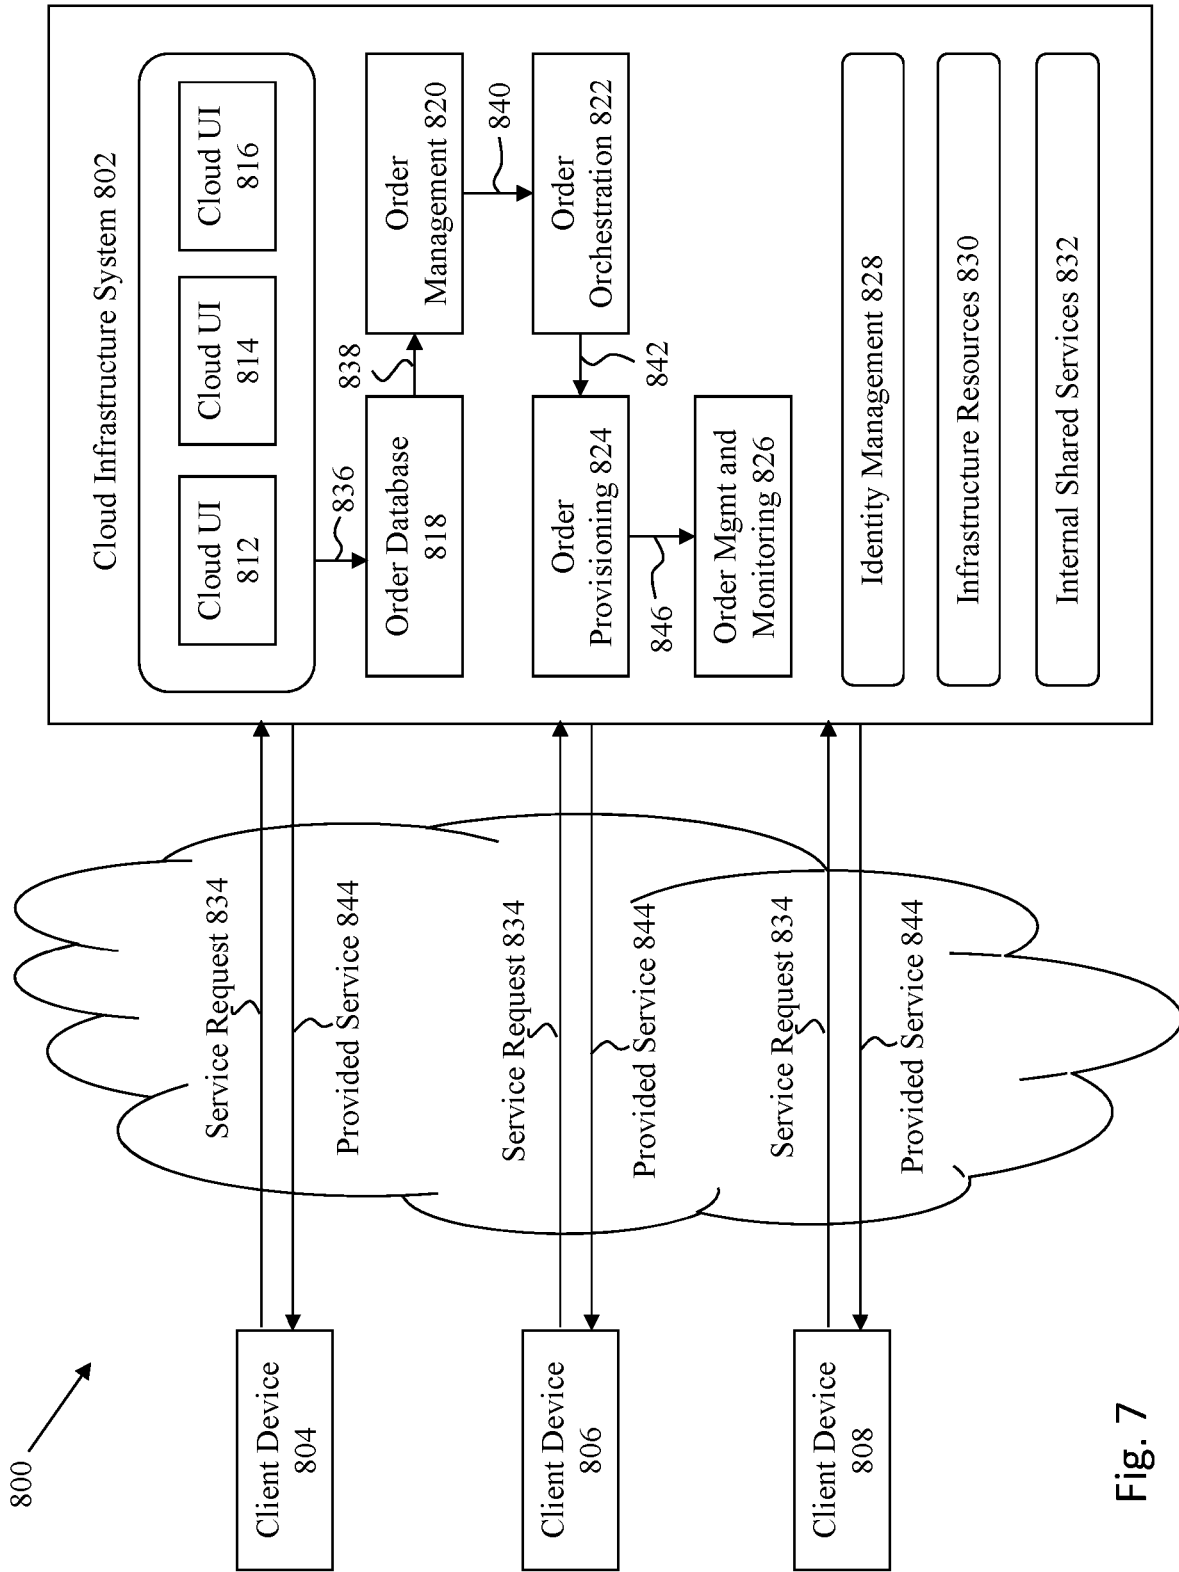 800
Cloud Infrastructure System 802
Cloud UI
812
Cloud UI
814
Cloud UI
816
836
Order Database
818
838
Order
Management 820
840
Order
Orchestration 822
842
Order
Provisioning 824
846
Order Mgmt and
Monitoring 826
Identity Management 828
Infrastructure Resources 830
Internal Shared Services 832
Service Request 834
Provided Service 844
Service Request 834
Provided Service 844
Service Request 834
Provided Service 844
Client Device
804
Client Device
806
Client Device
808
Fig. 7